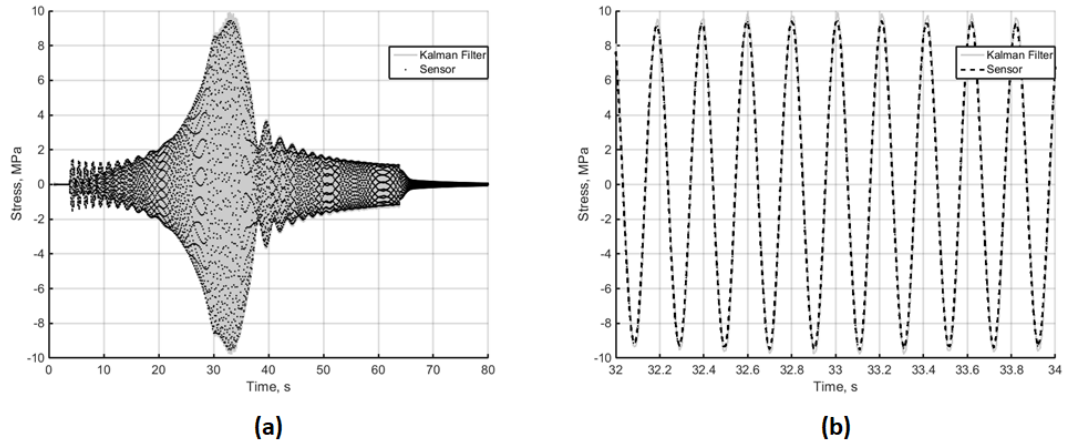 10
8
6
4
2
0
-2
-4
-6
-8
-10
Stress, MPa
Kalman Filter
Sensor
0 10 20 30 40 50 60 70 80
Time, s
(a)
10
8
6
4
2
0
-2
-4
-6
-8
-10
Stress, MPa
Kalman Filter
Sensor
32 32.2 32.4 32.6 32.8 33 33.2 33.4 33.6 33.8 34
Time, s
(b)